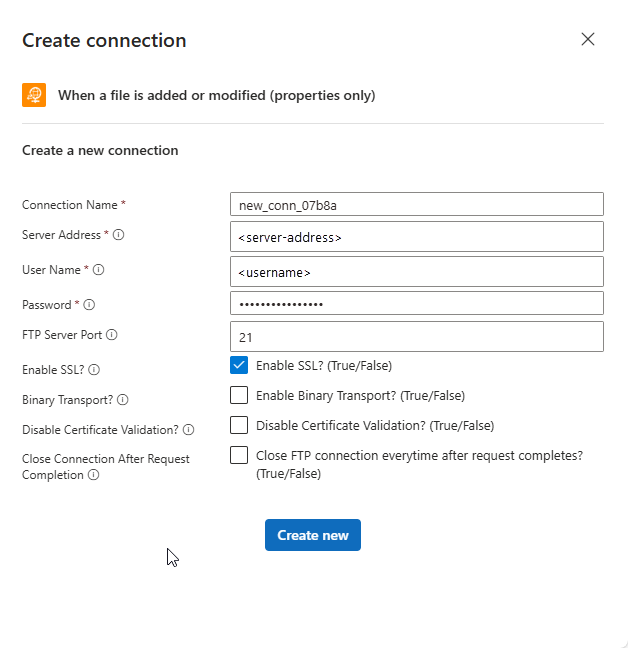 Create connection
When a file is added or modified (properties only)
Create a new connection
Connection Name * new_conn_07b8a
Server Address * <server-address>
User Name * <username>
Password * ••••••••••••••••
FTP Server Port 21
Enable SSL? Enable SSL? (True/False)
Binary Transport? Enable Binary Transport? (True/False)
Disable Certificate Validation? Disable Certificate Validation? (True/False)
Close Connection After Request
Completion
Close FTP connection everytime after request completes?
(True/False)
Create new